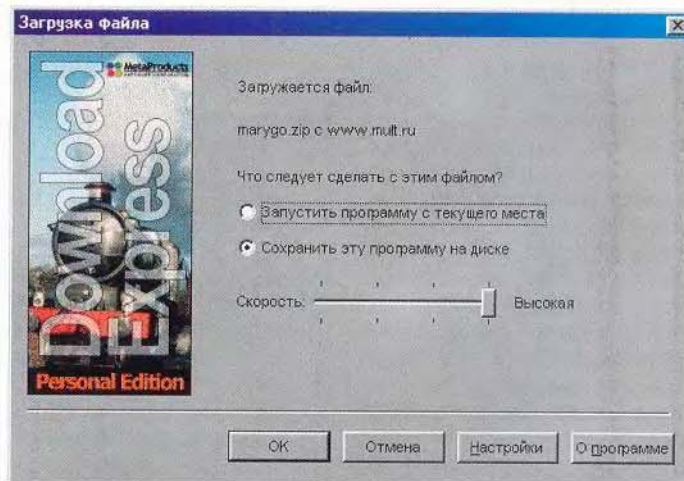 Загрузка файла
MetaProducts
Download
Express
Personal Edition
Загружается файл:
marygo.zip с www.mult.ru
Что следует сделать с этим файлом?
Запустить программу с текущего места
Сохранить эту программу на диске
Скорость: Высокая
OK Отмена Настройки О программе